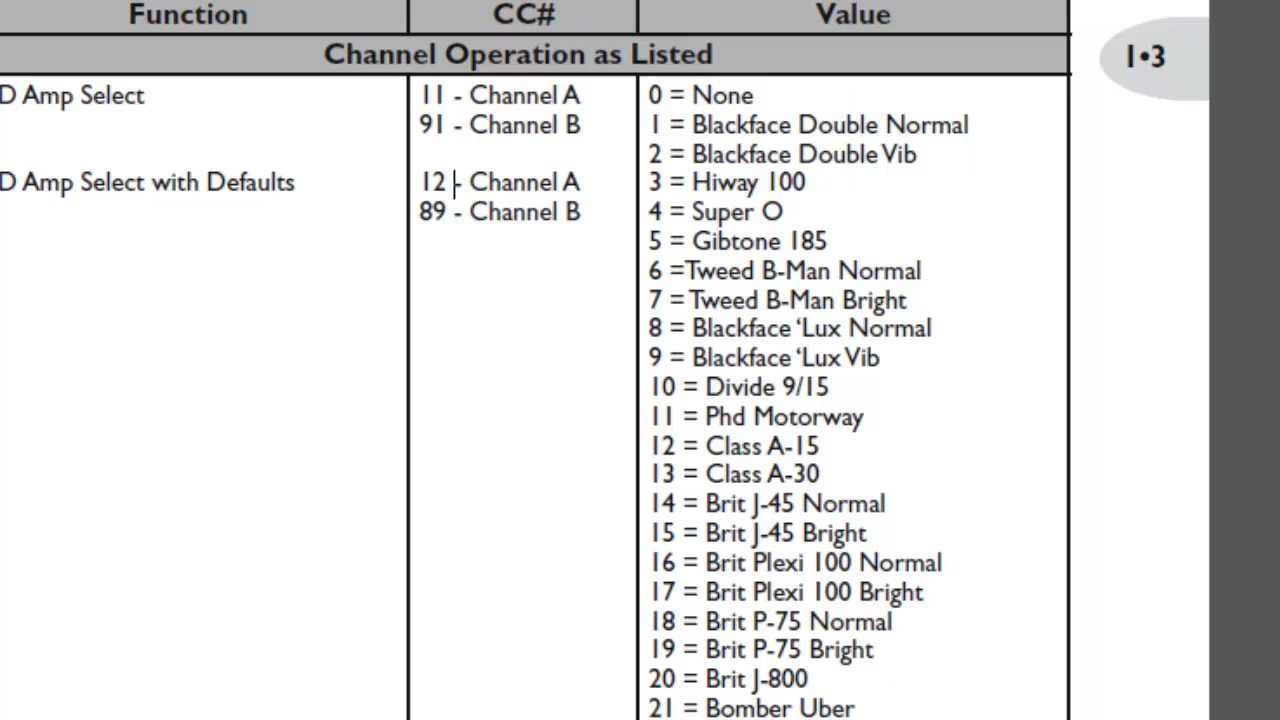 Function CC# Value
Channel Operation as Listed
1•3
D Amp Select 11 - Channel A 0 = None
91 - Channel B 1 = Blackface Double Normal
2 = Blackface Double Vib
D Amp Select with Defaults 12 - Channel A 3 = Hiway 100
89 - Channel B 4 = Super O
5 = Gibtone 185
6 =Tweed B-Man Normal
7 = Tweed B-Man Bright
8 = Blackface ‘Lux Normal
9 = Blackface ‘Lux Vib
10 = Divide 9/15
11 = Phd Motorway
12 = Class A-15
13 = Class A-30
14 = Brit J-45 Normal
15 = Brit J-45 Bright
16 = Brit Plexi 100 Normal
17 = Brit Plexi 100 Bright
18 = Brit P-75 Normal
19 = Brit P-75 Bright
20 = Brit J-800
21 = Bomber Uber